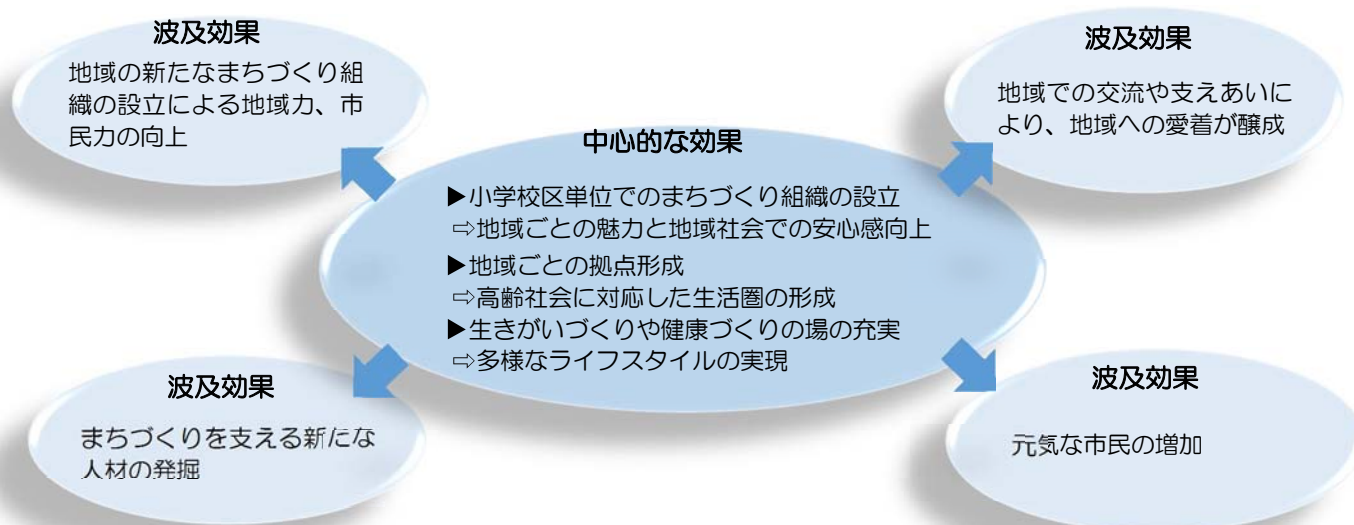 波及効果
地域の新たなまちづくり組
織の設立による地域力、市
民力の向上
波及効果
地域での交流や支えあいに
より、地域への愛着が醸成
中心的な効果
▶小学校区単位でのまちづくり組織の設立
⇨地域ごとの魅力と地域社会での安心感向上
▶地域ごとの拠点形成
⇨高齢社会に対応した生活圏の形成
▶生きがいづくりや健康づくりの場の充実
⇨多様なライフスタイルの実現
波及効果
まちづくりを支える新たな
人材の発掘
波及効果
元気な市民の増加